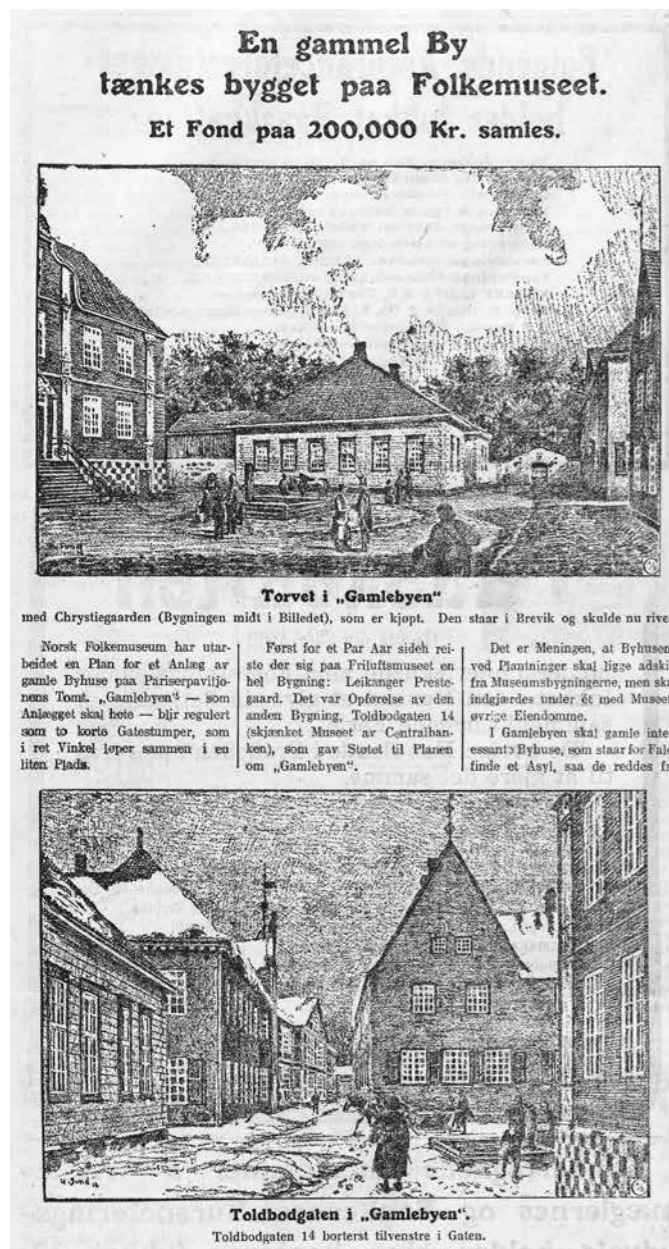 En gammel By
tænkes bygget paa Folkemuseet.
Et Fond paa 200,000 Kr. samles.
Torvet i „Gamlebyen“
med Chrystiegaarden (Bygningen midt i Billedet), som er kjøpt. Den staar i Brevik og skulde nu rive
Norsk Folkemuseum har utar-
beidet en Plan for et Anlæg av
gamle Byhuse paa Pariserpavilјo-
nens Tomt. „Gamlebyen“ — som
Anlægget skal hete — blir regulert
som to korte Gatestumper, som
i ret Vinkel løper sammen i en
liten Plads.
Først for et Par Aar sideh rei-
ste der sig paa Friluftsmuseet en
hel Bygning: Leikanger Preste-
gaard. Det var Opførelse av den
anden Bygning, Toldbodgaten 14
(skjænket Museet av Centralban-
ken), som gav Støtet til Planen
om „Gamlebyen“.
Det er Meningen, at Byhusen
ved Plantninger skal ligge adski
fra Museumsbygningerne, men ska
indgjærdes under ét med Museet
øvrige Eiendomme.
I Gamlebyen skal gamle inte
essante Byhuse, som staar for Fald
finde et Asyl, saa de reddes fr
Toldbodgaten i „Gamlebyen“.
Toldbodgaten 14 borterst tilvenstre i Gaten.